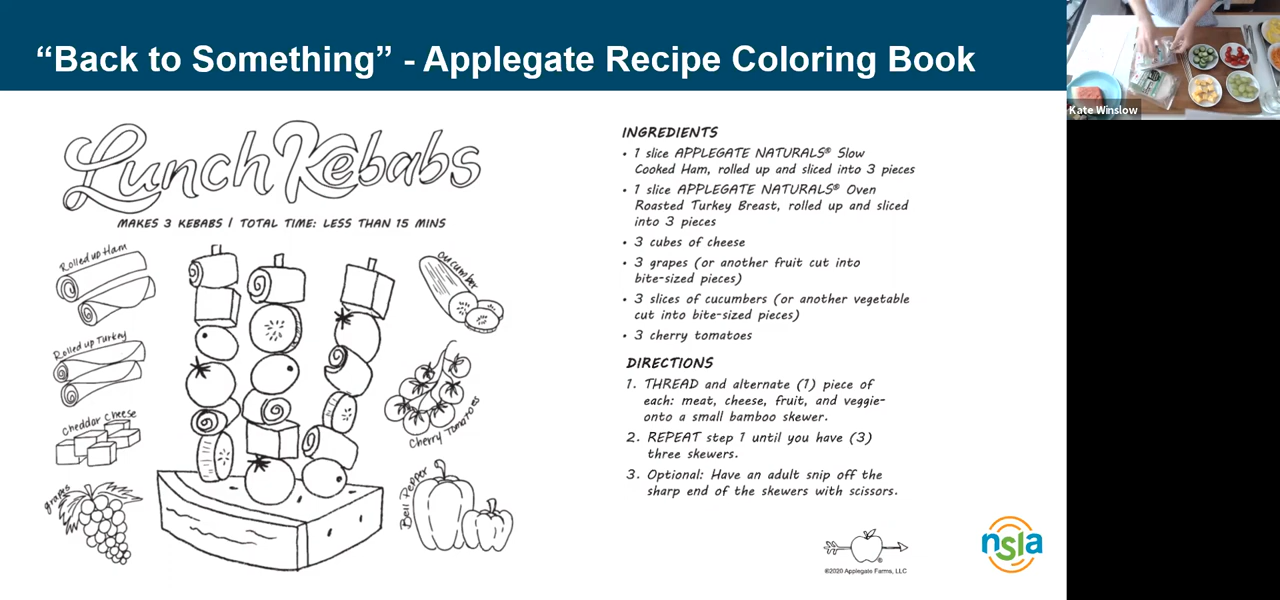 “Back to Something” - Applegate Recipe Coloring Book
Kate Winslow
Lunch Kebabs
MAKES 3 KEBABS | TOTAL TIME: LESS THAN 15 MINS
Rolled up Ham
Rolled up Turkey
Cheddar Cheese
grapes
cucumber
Cherry Tomatoes
Bell Pepper
INGREDIENTS
• 1 slice APPLEGATE NATURALS® Slow
Cooked Ham, rolled up and sliced into 3 pieces
• 1 slice APPLEGATE NATURALS® Oven
Roasted Turkey Breast, rolled up and sliced
into 3 pieces
• 3 cubes of cheese
• 3 grapes (or another fruit cut into
bite-sized pieces)
• 3 slices of cucumbers (or another vegetable
cut into bite-sized pieces)
• 3 cherry tomatoes
DIRECTIONS
1. THREAD and alternate (1) piece of
each: meat, cheese, fruit, and veggie-
onto a small bamboo skewer.
2. REPEAT step 1 until you have (3)
three skewers.
3. Optional: Have an adult snip off the
sharp end of the skewers with scissors.
©2020 Applegate Farms, LLC
nsla